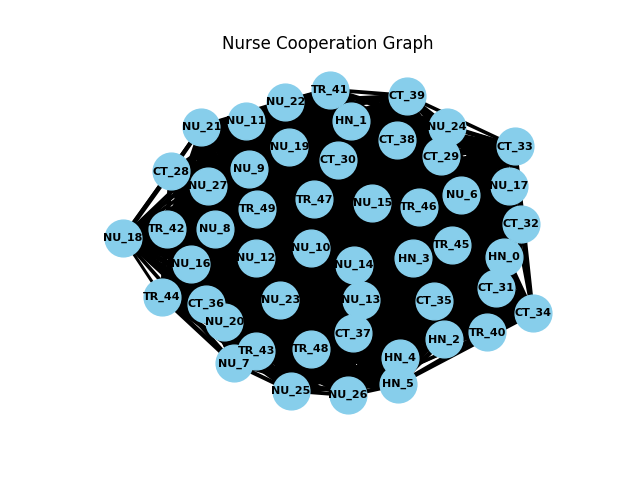 Nurse Cooperation Graph
TR_41
CT_39
NU_22
NU_11
HN_1
NU_21
NU_24
CT_38
CT_33
NU_19
CT_29
CT_30
NU_9
CT_28
NU_27
NU_17
NU_6
TR_47
NU_15
TR_46
TR_49
CT_32
TR_42
NU_8
NU_18
TR_45
NU_10
HN_0
NU_12
HN_3
NU_16
NU_14
CT_31
TR_44
NU_23
NU_13
CT_35
CT_36
CT_34
NU_20
CT_37
TR_40
HN_2
TR_48
TR_43
HN_4
NU_7
HN_5
NU_25
NU_26